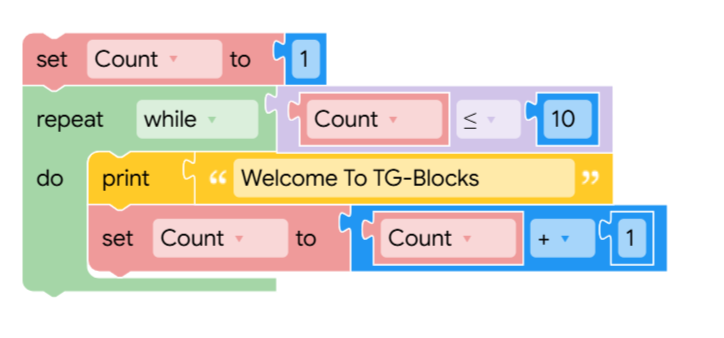 set Count to 1
repeat while Count ≤ 10
do print “ Welcome To TG-Blocks ”
set Count to Count + 1